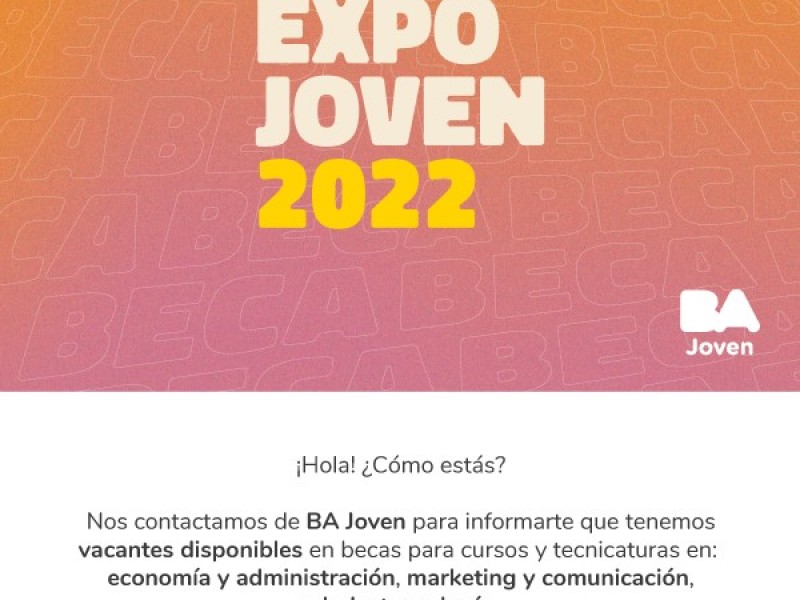 EXPO
JOVEN
2022
BA
Joven
¡Hola! ¿Cómo estás?
Nos contactamos de BA Joven para informarte que tenemos
vacantes disponibles en becas para cursos y tecnicaturas en:
economía y administración, marketing y comunicación,